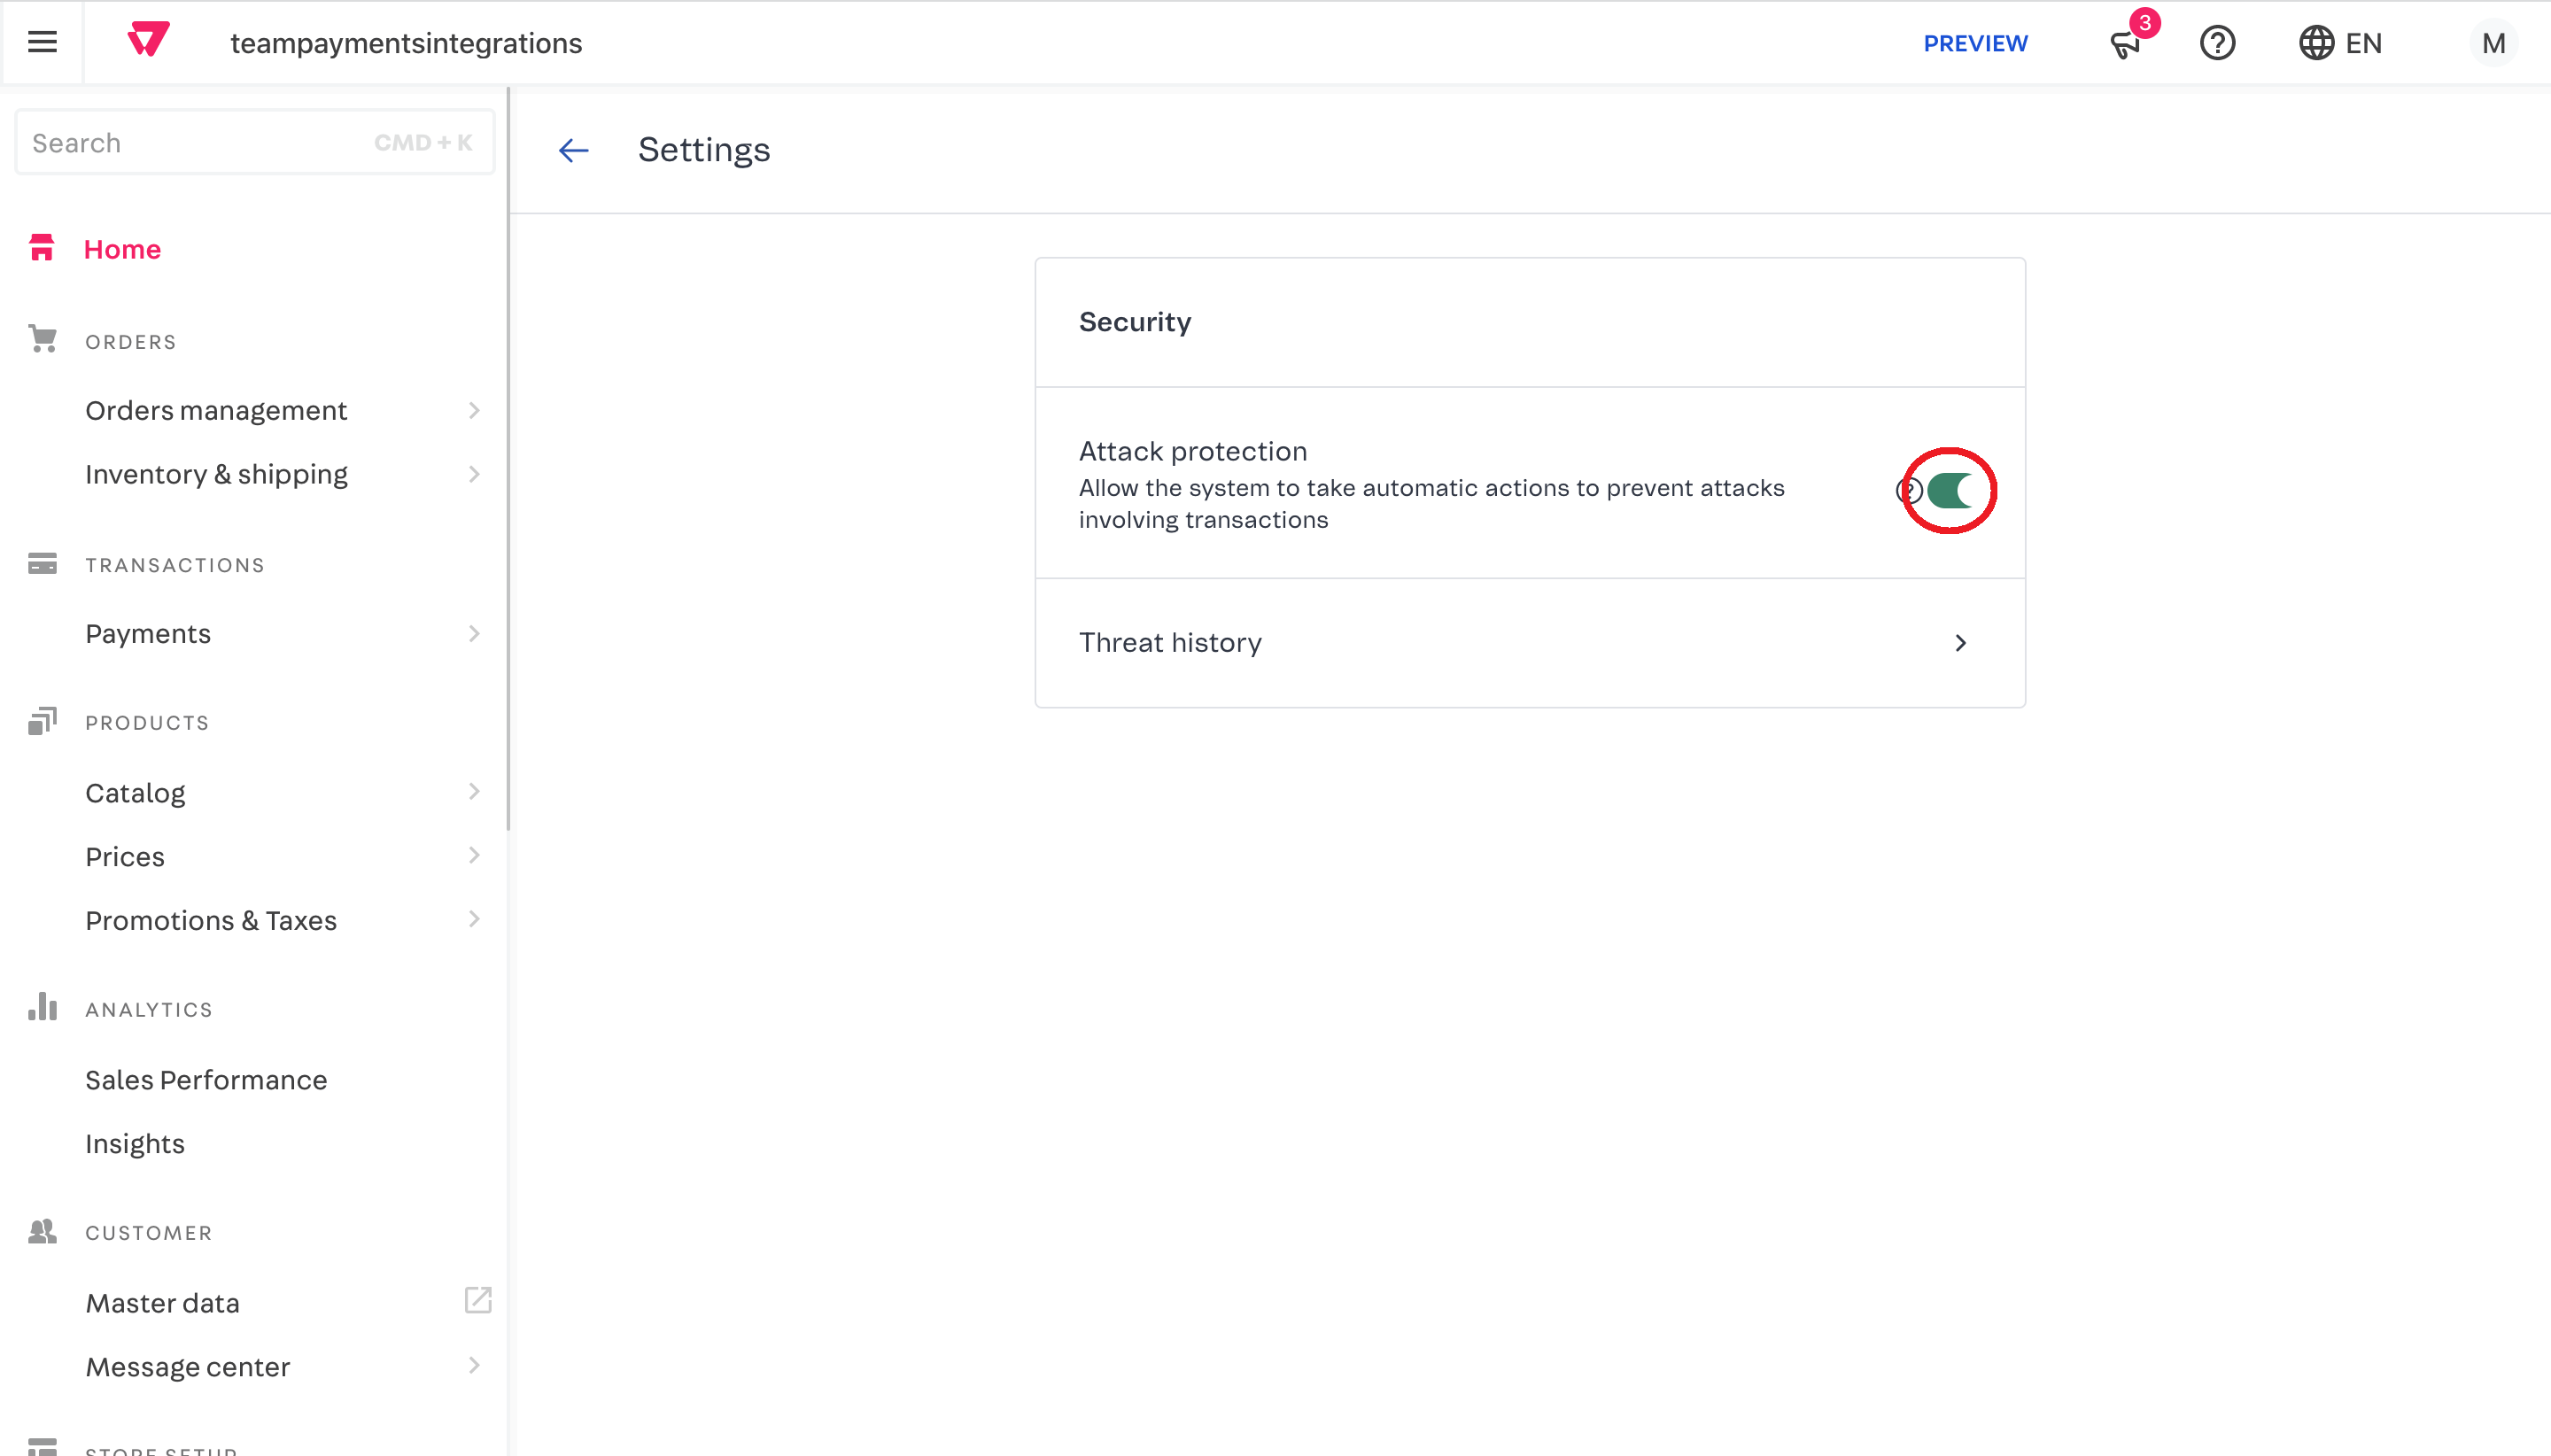 teampaymentsintegrations
PREVIEW
3
EN
M
Search
CMD + K
Settings
Home
ORDERS
Orders management
Inventory & shipping
TRANSACTIONS
Payments
PRODUCTS
Catalog
Prices
Promotions & Taxes
ANALYTICS
Sales Performance
Insights
CUSTOMER
Master data
Message center
STORE SETUP
Security
Attack protection
Allow the system to take automatic actions to prevent attacks
involving transactions
Threat history